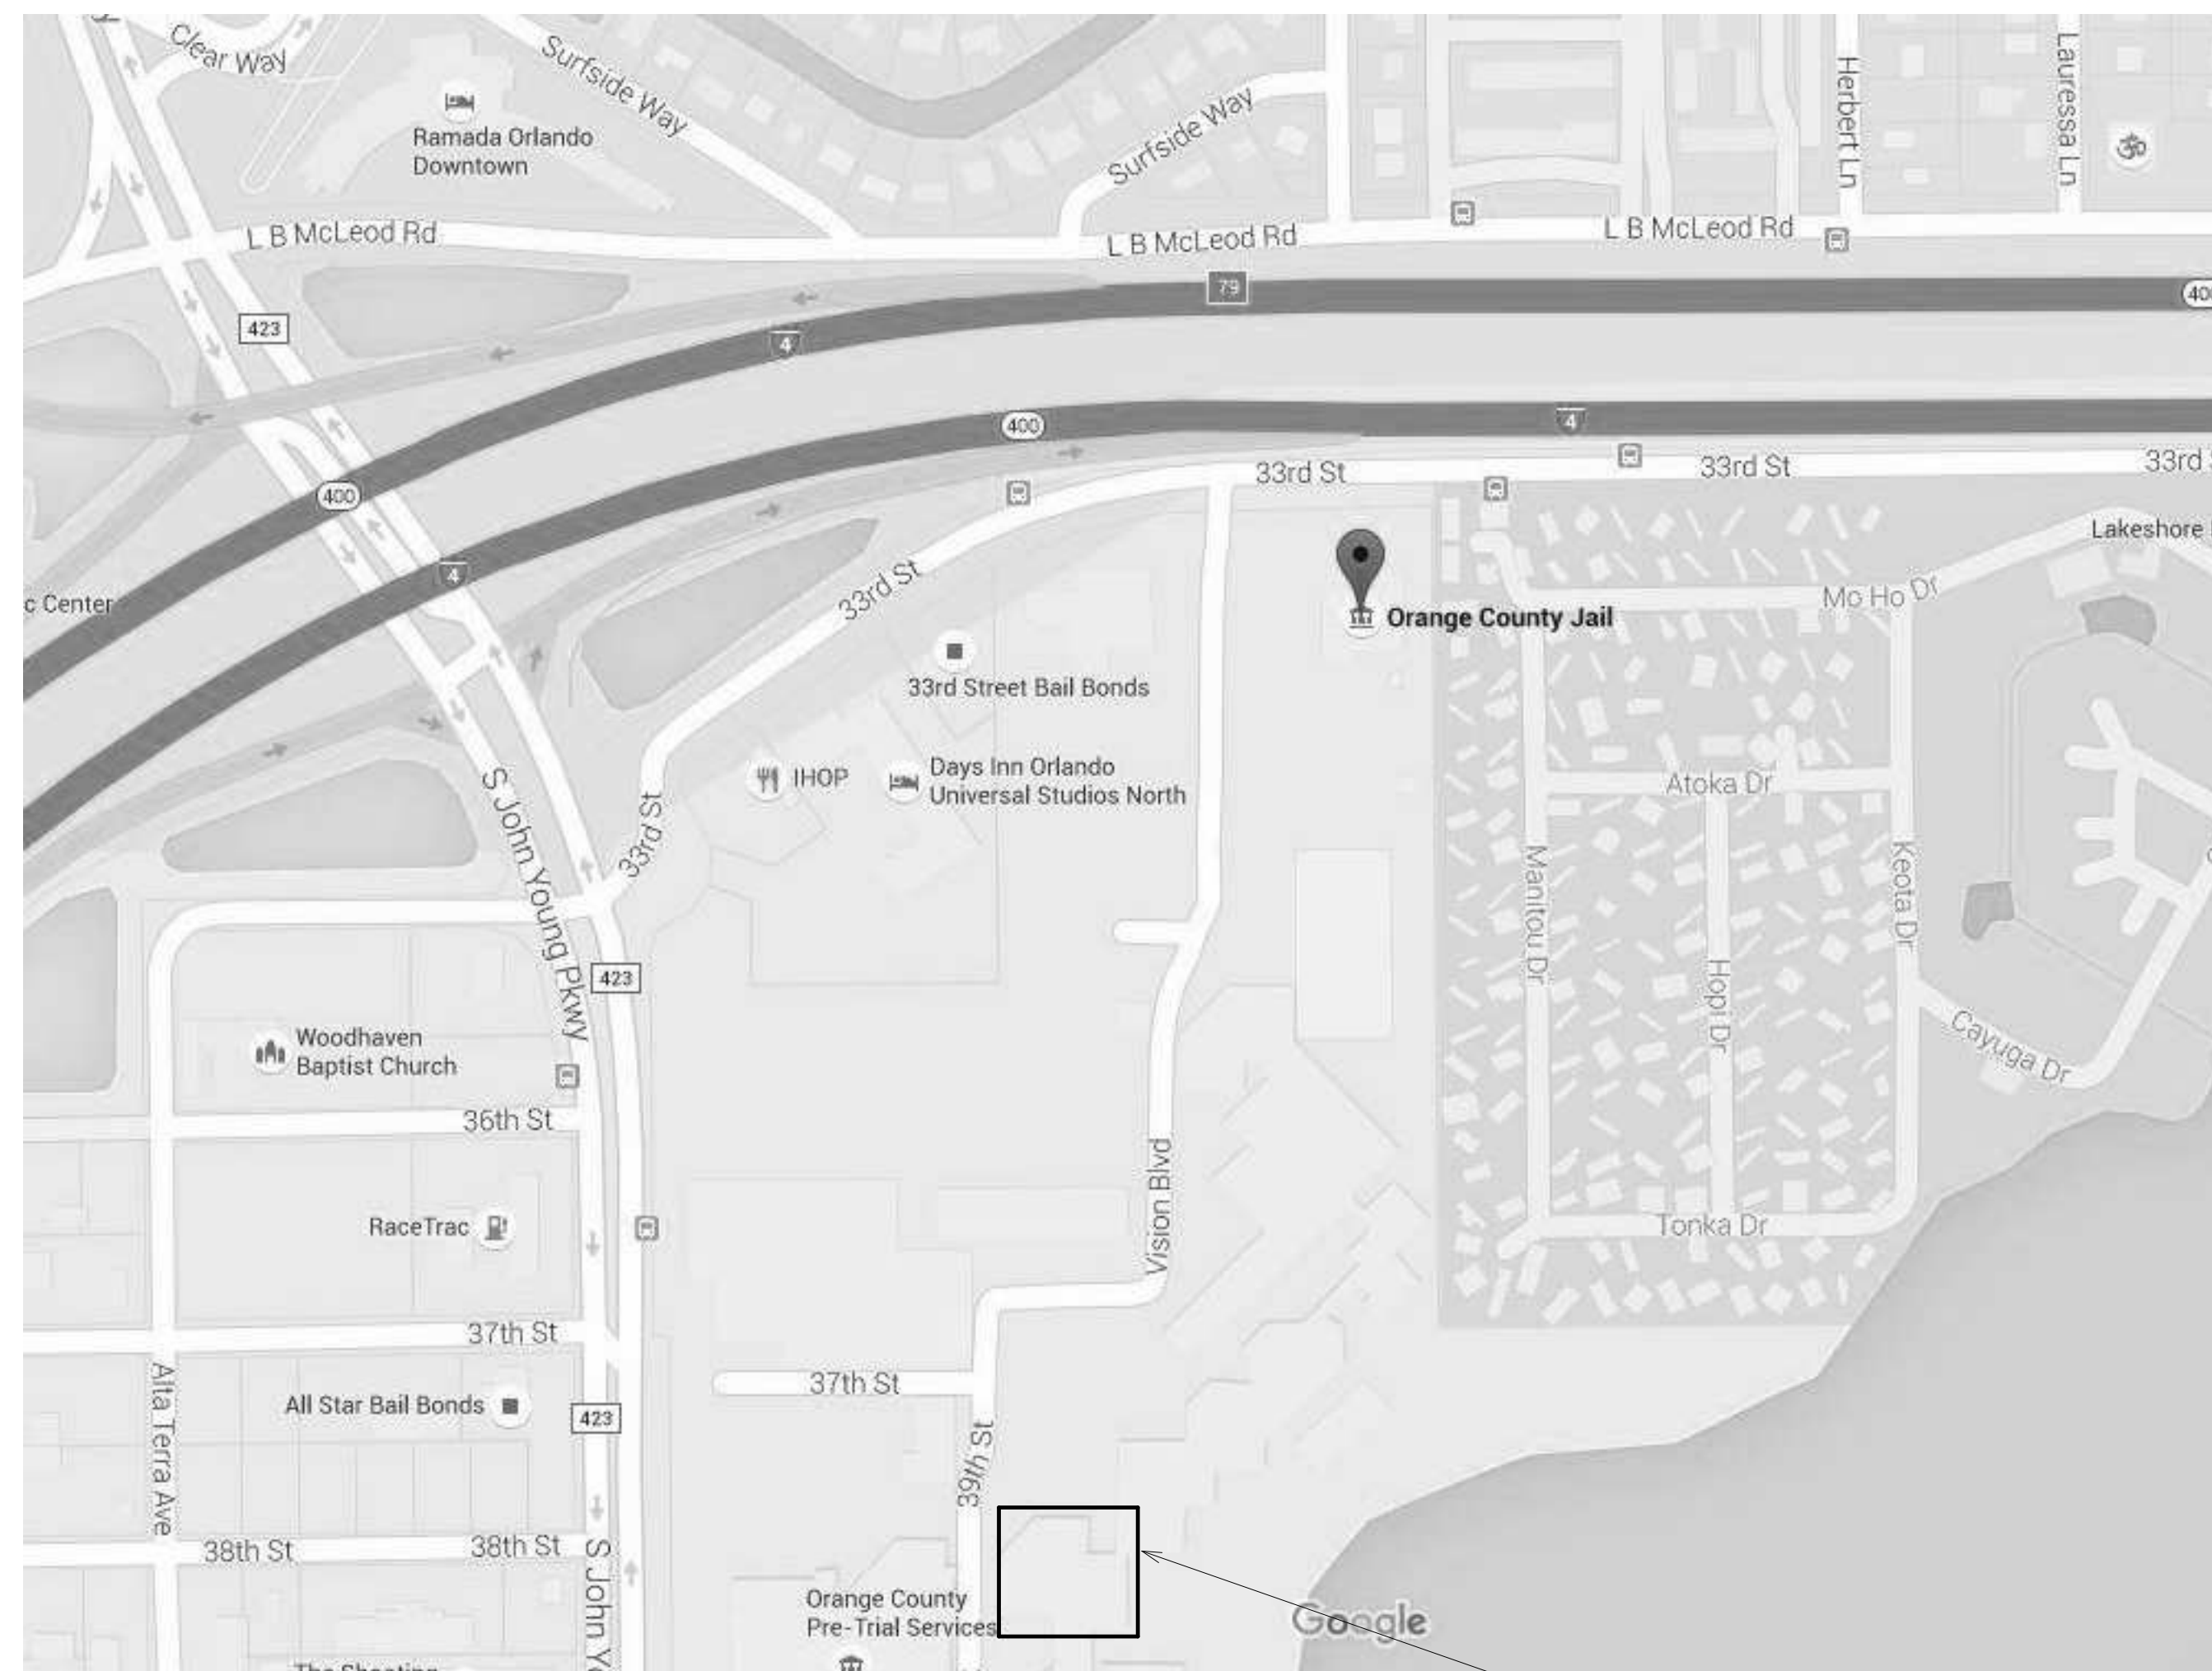 Clear Way
Surfside Way
Ramada Orlando
Downtown
Surfside Way
Herbert Ln
Lauressa Ln
L B McLeod Rd
L B McLeod Rd
L B McLeod Rd
79
423
4
400
400
4
33rd St
33rd St
33rd
400
Lakeshore
4
c Center
33rd St
Mo Ho Dr
Orange County Jail
33rd Street Bail Bonds
IHOP
Days Inn Orlando
Universal Studios North
Atoka Dr
S John Young Pkwy
33rd St
Manitou Dr
Keota Dr
Hopi Dr
423
Woodhaven
Baptist Church
Cayuga Dr
36th St
Vision Blvd
RaceTrac
Tonka Dr
37th St
37th St
Alta Terra Ave
All Star Bail Bonds
423
39th St
38th St
38th St
S John Y
Orange County
Pre-Trial Services
Google